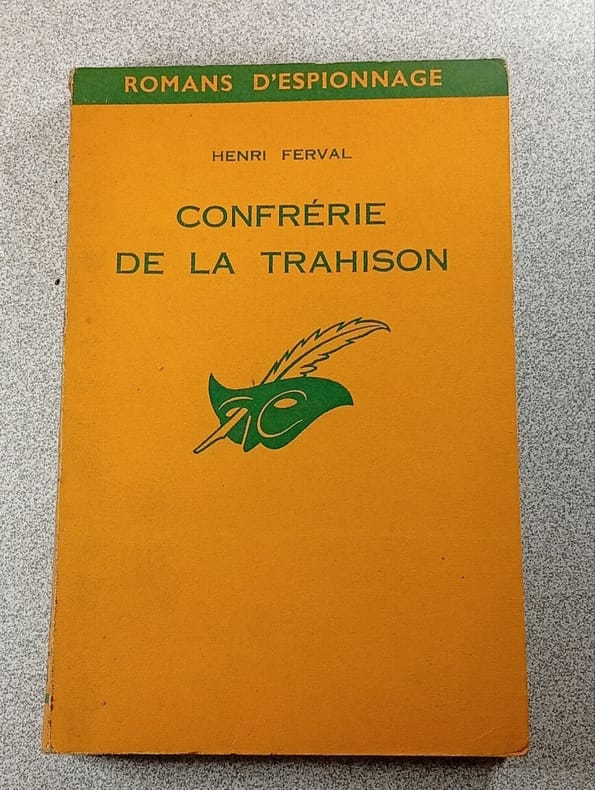 ROMANS D'ESPIONNAGE
HENRI FERVAL
CONFRÉRIE
DE LA TRAHISON